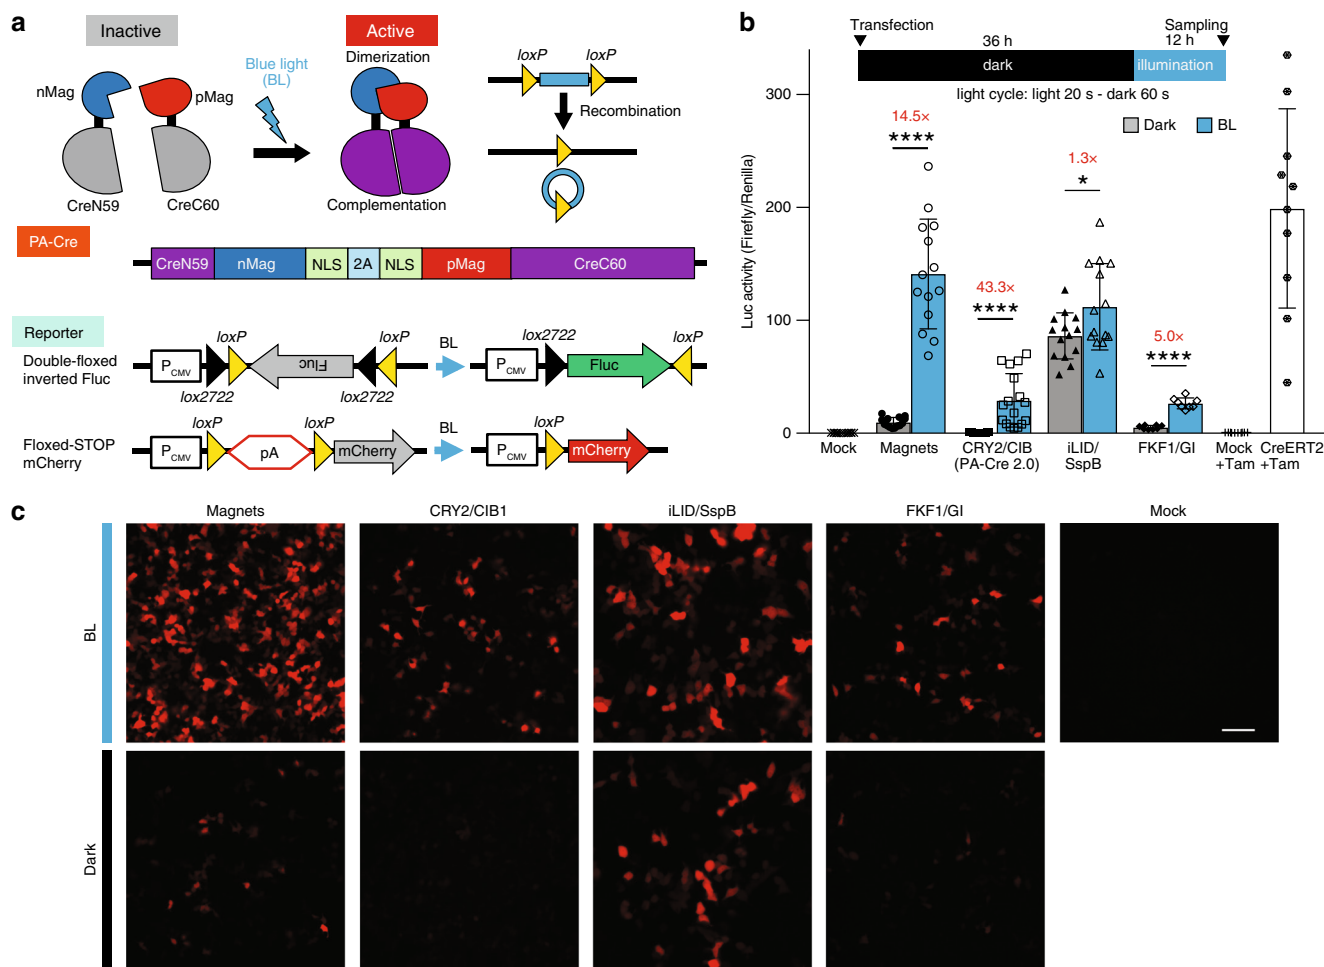 a
Inactive
Active
Dimerization
nMag
pMag
Blue light
(BL)
CreN59
CreC60
Complementation
loxP
loxP
Recombination
PA-Cre
CreN59
nMag
NLS
2A
NLS
pMag
CreC60
Reporter
Double-floxed
inverted Fluc
PCMV
loxP
loxP
Fluc
lox2722
lox2722
BL
PCMV
lox2722
loxP
Fluc
Floxed-STOP
mCherry
PCMV
loxP
pA
loxP
mCherry
BL
PCMV
loxP
mCherry
b
Transfection
Sampling
36 h
12 h
dark
illumination
light cycle: light 20 s - dark 60 s
Dark
BL
Luc activity (Firefly/Renilla)
300
200
100
0
14.5×
****
43.3×
****
1.3×
*
5.0×
****
Mock
Magnets
CRY2/CIB
(PA-Cre 2.0)
iLID/
SspB
FKF1/GI
Mock
+Tam
CreERT2
+Tam
c
Magnets
CRY2/CIB1
iLID/SspB
FKF1/GI
Mock
BL
Dark